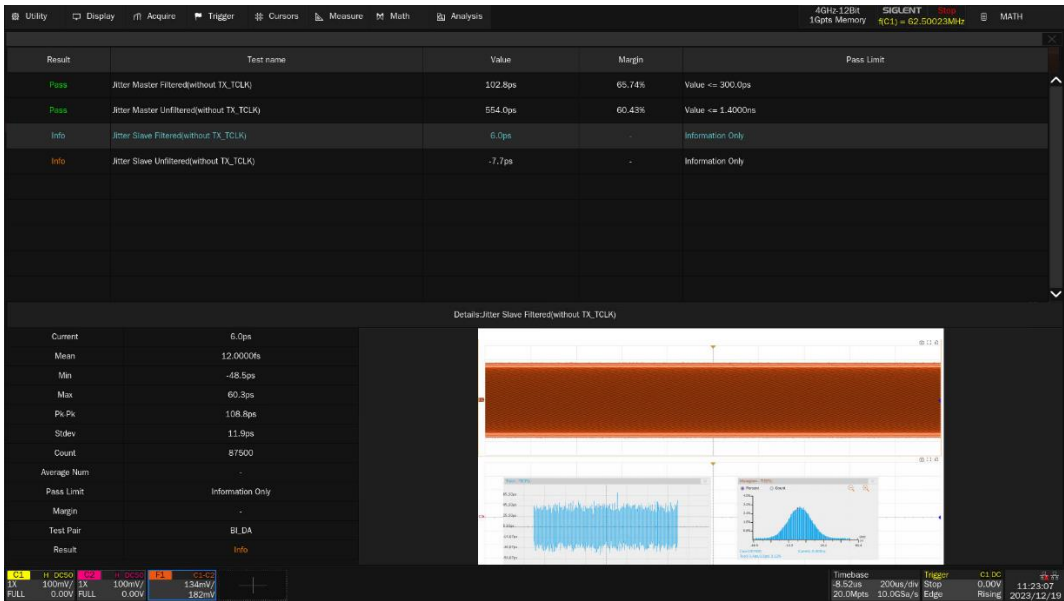 Utility Display Acquire Trigger Cursors Measure Math Analysis
4GHz-12Bit
1Gpts Memory
SIGLENT Stop
f(C1) = 62.50023MHz
MATH
Result Test name Value Margin Pass Limit
Pass Jitter Master Filtered(without TX_TCLK) 102.8ps 65.74% Value <= 300.0ps
Pass Jitter Master Unfiltered(without TX_TCLK) 554.0ps 60.43% Value <= 1.4000ns
Info Jitter Slave Filtered(without TX_TCLK) 6.0ps - Information Only
Info Jitter Slave Unfiltered(without TX_TCLK) -7.7ps - Information Only
Details:Jitter Slave Filtered(without TX_TCLK)
Current 6.0ps
Mean 12.0000fs
Min -48.5ps
Max 60.3ps
Pk-Pk 108.8ps
Stdev 11.9ps
Count 87500
Average Num -
Pass Limit Information Only
Margin -
Test Pair BI_DA
Result Info
C1 H DC50
1X 100mV/
FULL 0.00V
C2 H DC50
1X 100mV/
FULL 0.00V
F1 C1-C2
134mV/
182mV
Timebase
-8.52us 200us/div
20.0Mpts 10.0GSa/s
Trigger C1 DC
Stop 0.00V
Edge Rising
11:23:07
2023/12/19